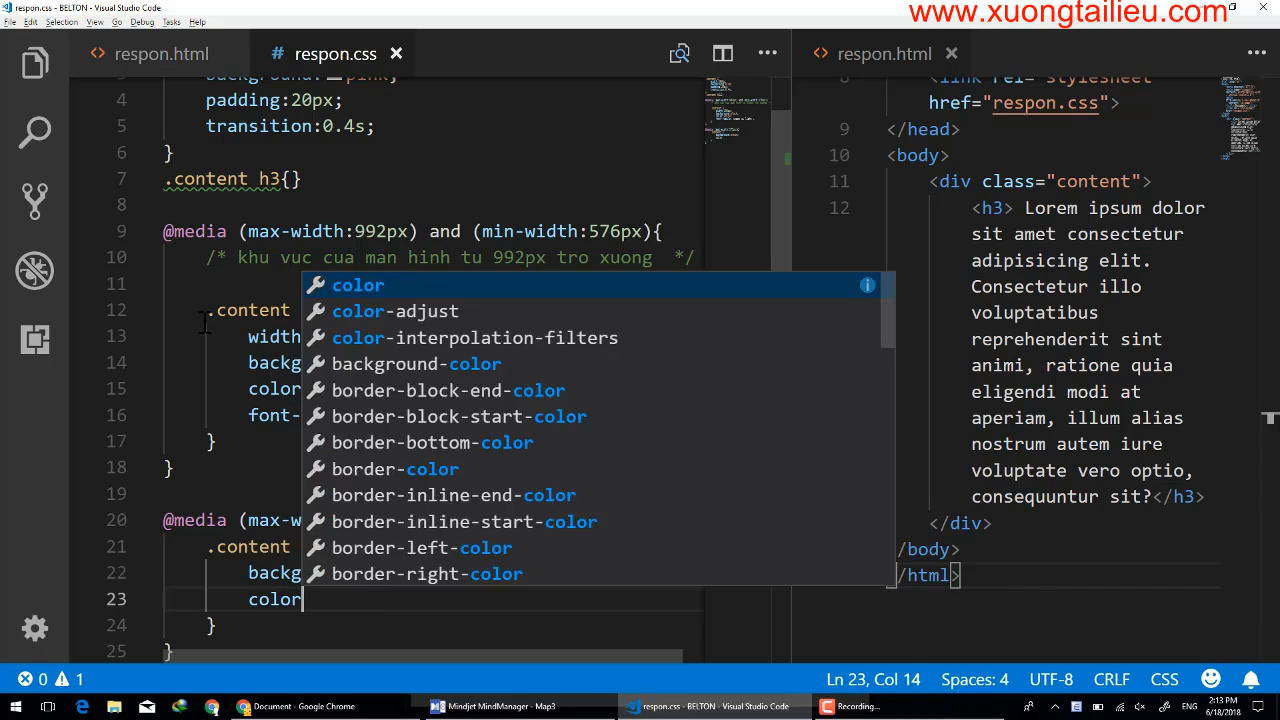 respon.css - BELTON - Visual Studio Code
www.xuongtailieu.com
File Edit Selection View Go Debug Tasks Help
respon.html
respon.css
4 padding:20px;
5 transition:0.4s;
6 }
7 .content h3{}
8
9 @media (max-width:992px) and (min-width:576px){
10 /* khu vuc cua man hinh tu 992px tro xuong */
11
12 .content
13 width
14 backg
15 color
16 font-
17 }
18 }
19
20 @media (max-w
21 .content
22 backg
23 color
24 }
25 }
color
color-adjust
color-interpolation-filters
background-color
border-block-end-color
border-block-start-color
border-bottom-color
border-color
border-inline-end-color
border-inline-start-color
border-left-color
border-right-color
respon.html
<link rel="stylesheet"
href="respon.css">
9 </head>
10 <body>
11 <div class="content">
12 <h3> Lorem ipsum dolor
sit amet consectetur
adipisicing elit.
Consectetur illo
voluptatibus
reprehenderit sint
animi, ratione quia
eligendi modi at
aperiam, illum alias
nostrum autem iure
voluptate vero optio,
consequuntur sit?</h3>
</div>
/body>
/html>
0 1
Ln 23, Col 14 Spaces: 4 UTF-8 CRLF CSS
Document - Google Chrome
Mindjet MindManager - Map3
respon.css - BELTON - Visual Studio Code
Recording...
ENG
2:13 PM
6/18/2018